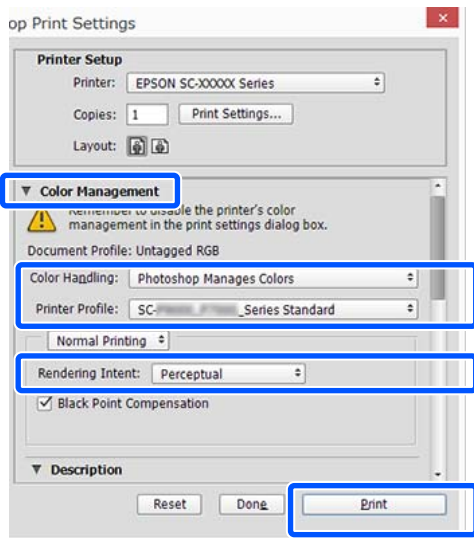 op Print Settings
Printer Setup
Printer: EPSON SC-XXXXX Series
Copies: 1 Print Settings...
Layout:
Color Management
Remember to disable the printer's color
management in the print settings dialog box.
Document Profile: Untagged RGB
Color Handling: Photoshop Manages Colors
Printer Profile: SC- _Series Standard
Normal Printing
Rendering Intent: Perceptual
Black Point Compensation
Description
Reset Done Print